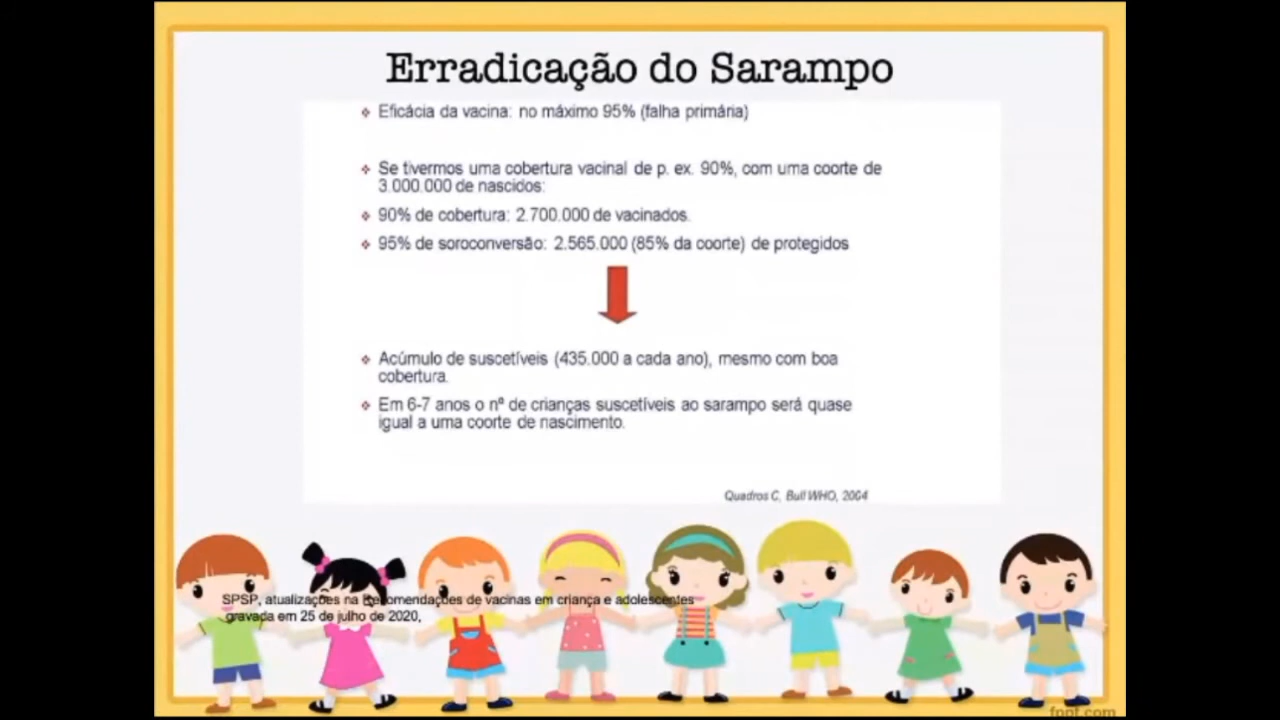 Erradicação do Sarampo
❖ Eficácia da vacina: no máximo 95% (falha primária)
❖ Se tivermos uma cobertura vacinal de p. ex. 90%, com uma coorte de
3.000.000 de nascidos:
❖ 90% de cobertura: 2.700.000 de vacinados.
❖ 95% de soroconversão: 2.565.000 (85% da coorte) de protegidos
❖ Acúmulo de suscetíveis (435.000 a cada ano), mesmo com boa
cobertura.
❖ Em 6-7 anos o nº de crianças suscetíveis ao sarampo será quase
igual a uma coorte de nascimento.
Quadros C, Bull WHO, 2004
SPSP, atualizações na Recomendações de vacinas em criança e adolescentes
gravada em 25 de julho de 2020,
fppt.com